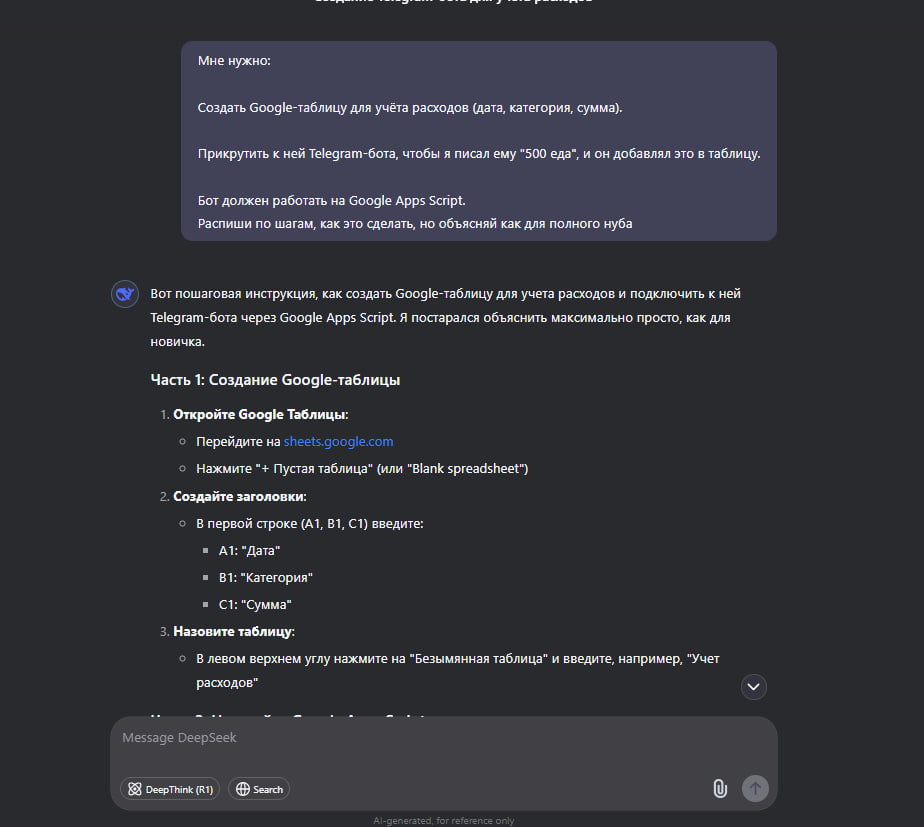 Создание Telegram-бота для учета расходов
Мне нужно:
Создать Google-таблицу для учёта расходов (дата, категория, сумма).
Прикрутить к ней Telegram-бота, чтобы я писал ему "500 еда", и он добавлял это в таблицу.
Бот должен работать на Google Apps Script.
Распиши по шагам, как это сделать, но объясняй как для полного нуба
Вот пошаговая инструкция, как создать Google-таблицу для учета расходов и подключить к ней
Telegram-бота через Google Apps Script. Я постарался объяснить максимально просто, как для
новичка.
Часть 1: Создание Google-таблицы
1. Откройте Google Таблицы:
Перейдите на sheets.google.com
Нажмите "+ Пустая таблица" (или "Blank spreadsheet")
2. Создайте заголовки:
В первой строке (A1, B1, C1) введите:
A1: "Дата"
B1: "Категория"
C1: "Сумма"
3. Назовите таблицу:
В левом верхнем углу нажмите на "Безымянная таблица" и введите, например, "Учет
расходов"
Message DeepSeek
DeepThink (R1)
Search
AI-generated, for reference only